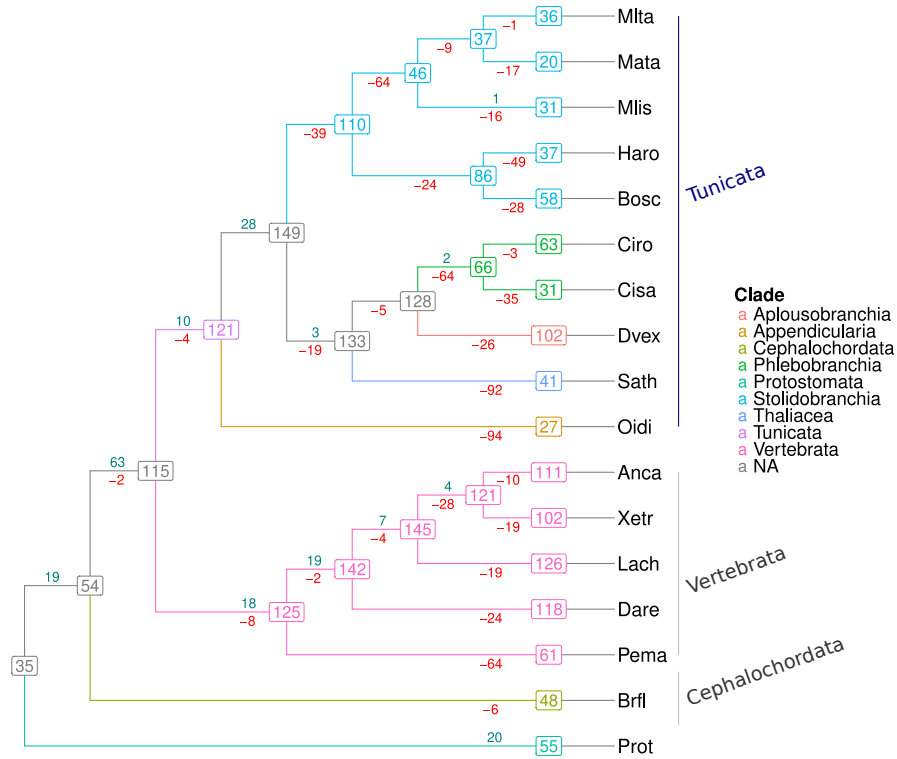 36 Mlta
−1
37
−9
20 Mata
−17
46
−64
1
31 Mlis
−16
110
−39
37 Haro
−49
86
−24
58 Bosc
−28
Tunicata
28
149
63 Ciro
−3
2
66
−64
31 Cisa
−35
128
−5
102 Dvex
−26
3
133
−19
41 Sath
−92
10
121
−4
27 Oidi
−94
Clade
a Aplousobranchia
a Appendicularia
a Cephalochordata
a Phlebobranchia
a Protostomata
a Stolidobranchia
a Thaliacea
a Tunicata
a Vertebrata
a NA
63
115
−2
111 Anca
−10
4
121
−28
102 Xetr
−19
7
145
−4
126 Lach
−19
19
142
−2
118 Dare
−24
18
125
−8
61 Pema
−64
Vertebrata
19
54
48 Brfl
−6
Cephalochordata
35
20
55 Prot